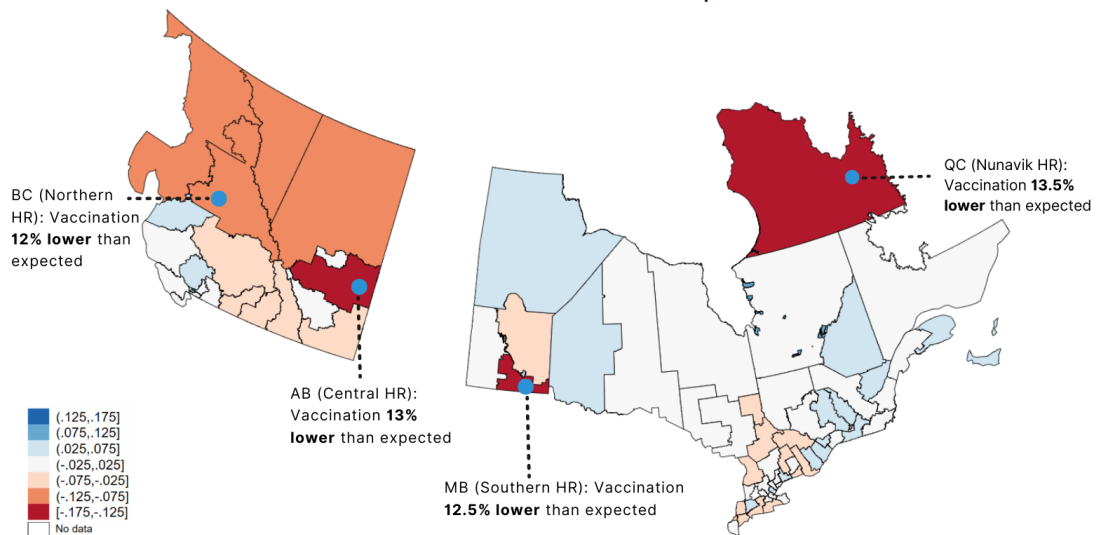 BC (Northern
HR): Vaccination
12% lower than
expected
QC (Nunavik HR):
Vaccination 13.5%
lower than expected
AB (Central HR):
Vaccination 13%
lower than expected
MB (Southern HR): Vaccination
12.5% lower than expected
(.125,.175]
(.075,.125]
(.025,.075]
(-.025,.025]
(-.075,-.025]
(-.125,-.075]
[-.175,-.125]
No data